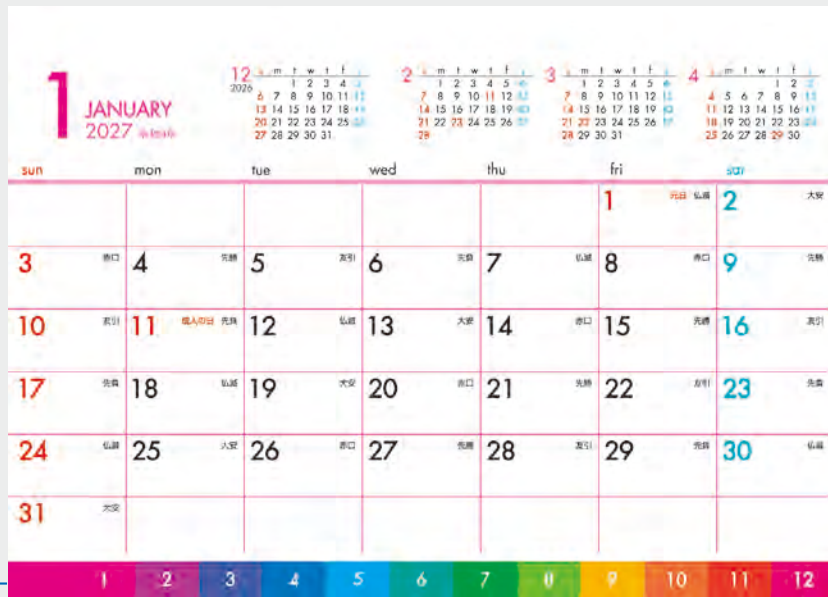 1
JANUARY
2027
12
2026
s m t w t f s
1 2 3 4 5
6 7 8 9 10 11 12
13 14 15 16 17 18 19
20 21 22 23 24 25 26
27 28 29 30 31
2
s m t w t f s
1 2 3 4 5 6
7 8 9 10 11 12 13
14 15 16 17 18 19 20
21 22 23 24 25 26 27
28
3
s m t w t f s
1 2 3 4 5 6
7 8 9 10 11 12 13
14 15 16 17 18 19 20
21 22 23 24 25 26 27
28 29 30 31
4
s m t w t f s
1 2 3
4 5 6 7 8 9 10
11 12 13 14 15 16 17
18 19 20 21 22 23 24
25 26 27 28 29 30
sun mon tue wed thu fri sat
1 元日 仏滅 2 大安
3 赤口 4 先勝 5 友引 6 先負 7 仏滅 8 赤口 9 先勝
10 友引 11 成人の日 先負 12 仏滅 13 大安 14 赤口 15 先勝 16 友引
17 先負 18 仏滅 19 大安 20 赤口 21 先勝 22 友引 23 先負
24 仏滅 25 大安 26 赤口 27 先勝 28 友引 29 先負 30 仏滅
31 大安
1 2 3 4 5 6 7 8 9 10 11 12